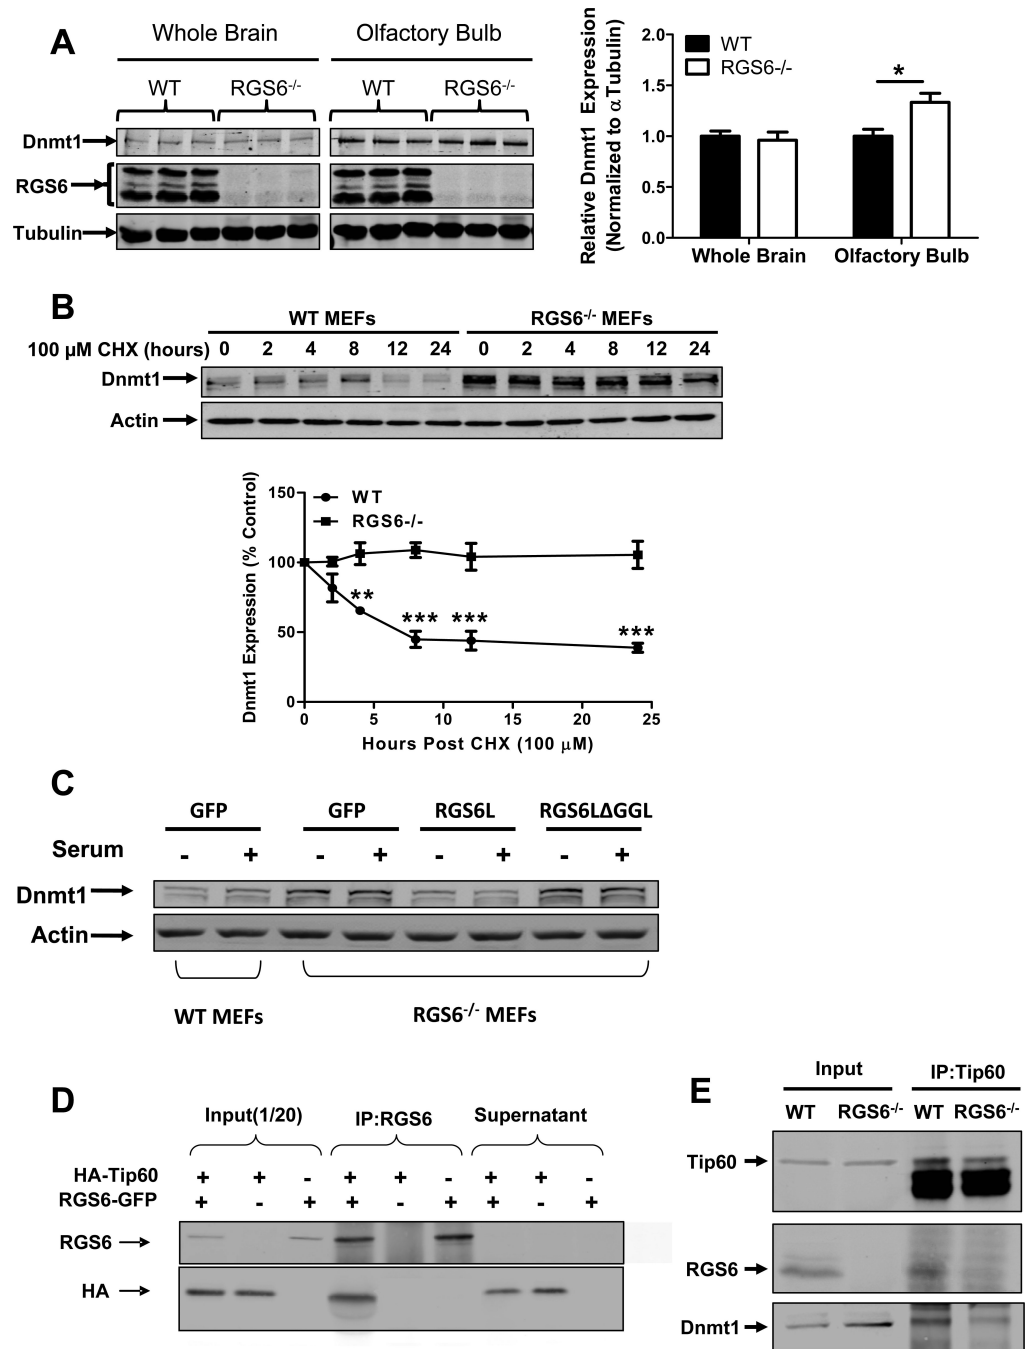 A
Whole Brain Olfactory Bulb
WT RGS6-/- WT RGS6-/-
Dnmt1
RGS6
Tubulin
Relative Dnmt1 Expression
(Normalized to α Tubulin)
2.0
1.5
1.0
0.5
0.0
WT
RGS6-/-
*
Whole Brain Olfactory Bulb
B
WT MEFs RGS6-/- MEFs
100 µM CHX (hours) 0 2 4 8 12 24 0 2 4 8 12 24
Dnmt1
Actin
Dnmt1 Expression (% Control)
150
100
50
0
WT
RGS6-/-
** *** *** ***
0 5 10 15 20 25
Hours Post CHX (100 µM)
C
GFP GFP RGS6L RGS6LΔGGL
Serum - + - + - + - +
Dnmt1
Actin
WT MEFs RGS6-/- MEFs
D
Input(1/20) IP:RGS6 Supernatant
HA-Tip60 + + - + + - + + -
RGS6-GFP + - + + - + + - +
RGS6
HA
E
Input IP:Tip60
WT RGS6-/- WT RGS6-/-
Tip60
RGS6
Dnmt1